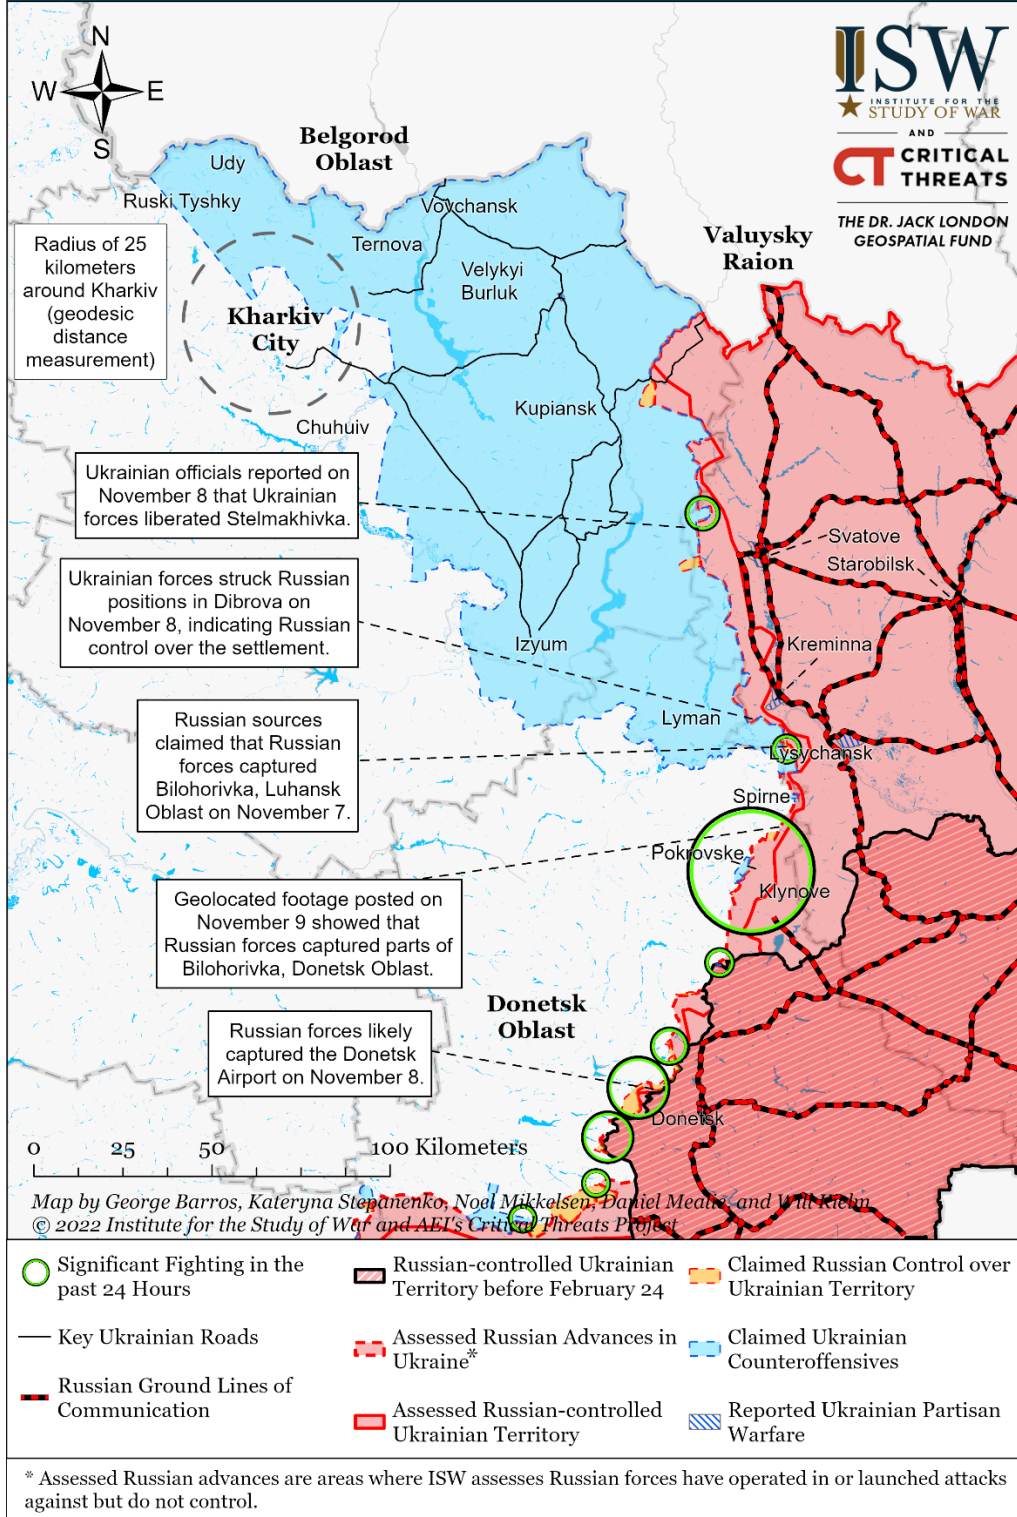 N
W E
S
ISW
INSTITUTE FOR THE
STUDY OF WAR
AND
CT CRITICAL
THREATS
THE DR. JACK LONDON
GEOSPATIAL FUND
Belgorod
Oblast
Udy
Ruski Tyshky
Vovchansk
Ternova
Valuysky
Raion
Radius of 25
kilometers
around Kharkiv
(geodesic
distance
measurement)
Velykyi
Burluk
Kharkiv
City
Kupiansk
Chuhuiv
Ukrainian officials reported on
November 8 that Ukrainian
forces liberated Stelmakhivka.
Svatove
Starobilsk
Ukrainian forces struck Russian
positions in Dibrova on
November 8, indicating Russian
control over the settlement.
Izyum
Kreminna
Russian sources
claimed that Russian
forces captured
Bilohorivka, Luhansk
Oblast on November 7.
Lyman
Lysychansk
Spirne
Pokrovske
Klynove
Geolocated footage posted on
November 9 showed that
Russian forces captured parts of
Bilohorivka, Donetsk Oblast.
Donetsk
Oblast
Russian forces likely
captured the Donetsk
Airport on November 8.
Donetsk
0 25 50 100 Kilometers
Map by George Barros, Kateryna Stepanenko, Noel Mikkelsen, Daniel Mealie, and Will Kielm
© 2022 Institute for the Study of War and AEI's Critical Threats Project
Significant Fighting in the
past 24 Hours
Key Ukrainian Roads
Russian Ground Lines of
Communication
Russian-controlled Ukrainian
Territory before February 24
Assessed Russian Advances in
Ukraine*
Assessed Russian-controlled
Ukrainian Territory
Claimed Russian Control over
Ukrainian Territory
Claimed Ukrainian
Counteroffensives
Reported Ukrainian Partisan
Warfare
* Assessed Russian advances are areas where ISW assesses Russian forces have operated in or launched attacks
against but do not control.